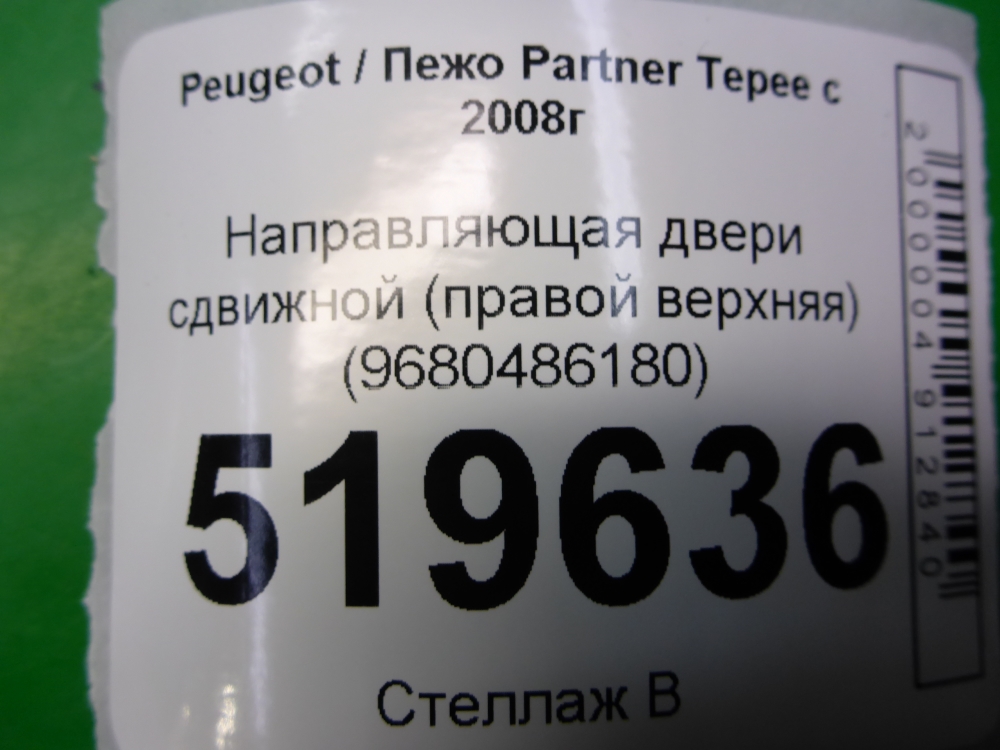 Peugeot / Пежо Partner Tepee с
2008г
Направляющая двери
сдвижной (правой верхняя)
(9680486180)
519636
Стеллаж В
2000004912840